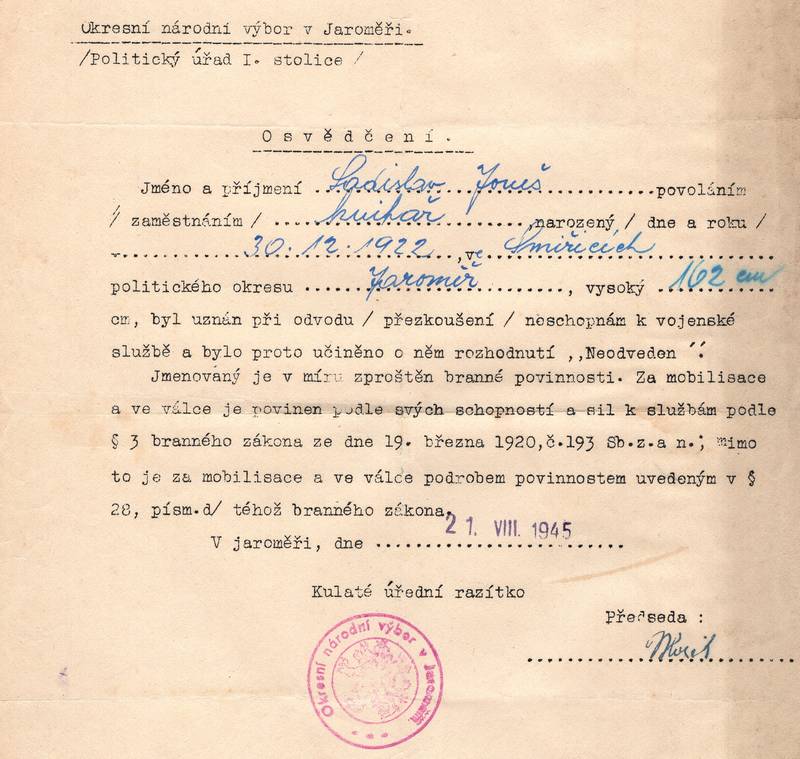 Okresní národní výbor v Jaroměři.
/Politický úřad I. stolice /
Osvědčení.
Jméno a příjmení ..Ladislav Joneš..............povoláním
/ zaměstnáním / ....knihař..........,narozený / dne a roku /
............30.12.1922..,ve Smiřicích............
politického okresu ......Jaroměř........., vysoký ..162 cm....
cm, byl uznán při odvodu / přezkoušení / neschopnám k vojenské
službě a bylo proto učiněno o něm rozhodnutí ,,Neodveden ''.
Jmenovaný je v míru zproštěn branné povinnosti. Za mobilisace
a ve válce je povinen podle svých schopností a sil k službám podle
§ 3 branného zákona ze dne 19. března 1920,č.193 Sb.z.a n.; mimo
to je za mobilisace a ve válce podrobem povinnostem uvedeným v §
28, písm.d/ téhož branného zákona.
V jaroměři, dne ......21. VIII. 1945......
Kulaté úřední razítko
Předseda :
Okresní národní výbor v Jaroměři.